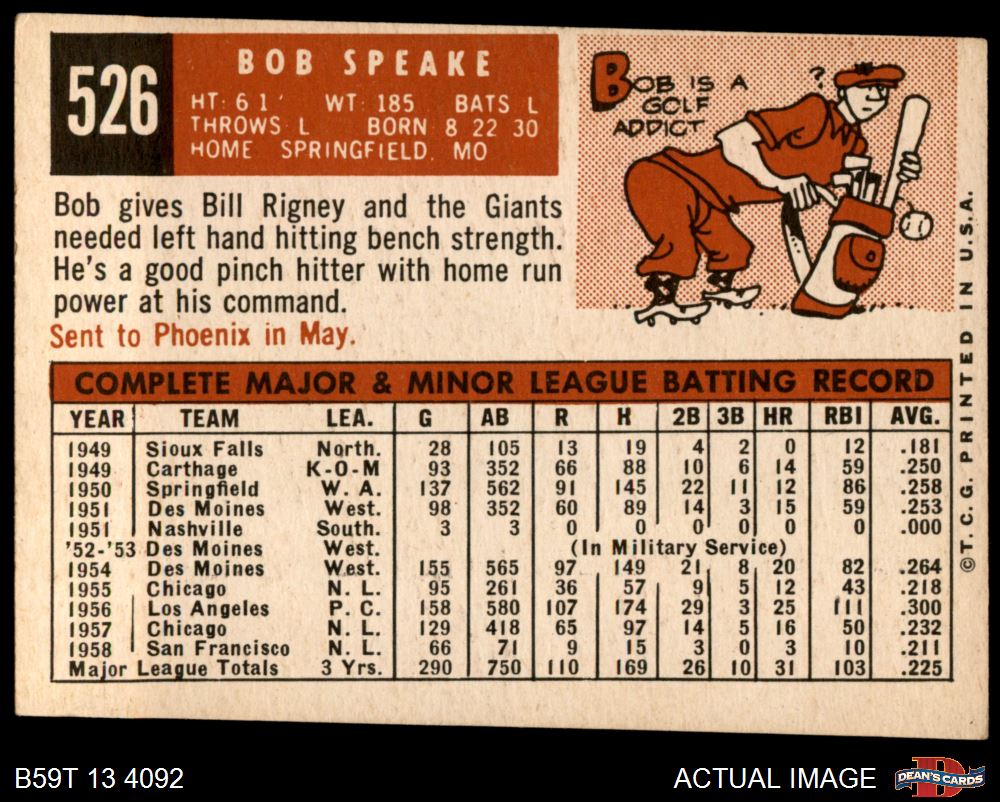 526
BOB SPEAKE
HT: 6 1' WT: 185 BATS L
THROWS L BORN 8 22 30
HOME SPRINGFIELD, MO
BOB IS A
GOLF
ADDICT
?
Bob gives Bill Rigney and the Giants
needed left hand hitting bench strength.
He's a good pinch hitter with home run
power at his command.
Sent to Phoenix in May.
COMPLETE MAJOR & MINOR LEAGUE BATTING RECORD
YEAR TEAM LEA. G AB R H 2B 3B HR RBI AVG.
1949 Sioux Falls North. 28 105 13 19 4 2 0 12 .181
1949 Carthage K-O-M 93 352 66 88 10 6 14 59 .250
1950 Springfield W. A. 137 562 91 145 22 11 12 86 .258
1951 Des Moines West. 98 352 60 89 14 3 15 59 .253
1951 Nashville South. 3 3 0 0 0 0 0 0 .000
'52-'53 Des Moines West. (In Military Service)
1954 Des Moines West. 155 565 97 149 21 8 20 82 .264
1955 Chicago N. L. 95 261 36 57 9 5 12 43 .218
1956 Los Angeles P. C. 158 580 107 174 29 3 25 111 .300
1957 Chicago N. L. 129 418 65 97 14 5 16 50 .232
1958 San Francisco N. L. 66 71 9 15 3 0 3 10 .211
Major League Totals 3 Yrs. 290 750 110 169 26 10 31 103 .225
© T. C. G. PRINTED IN U.S.A.
B59T 13 4092
ACTUAL IMAGE
DEAN'S CARDS